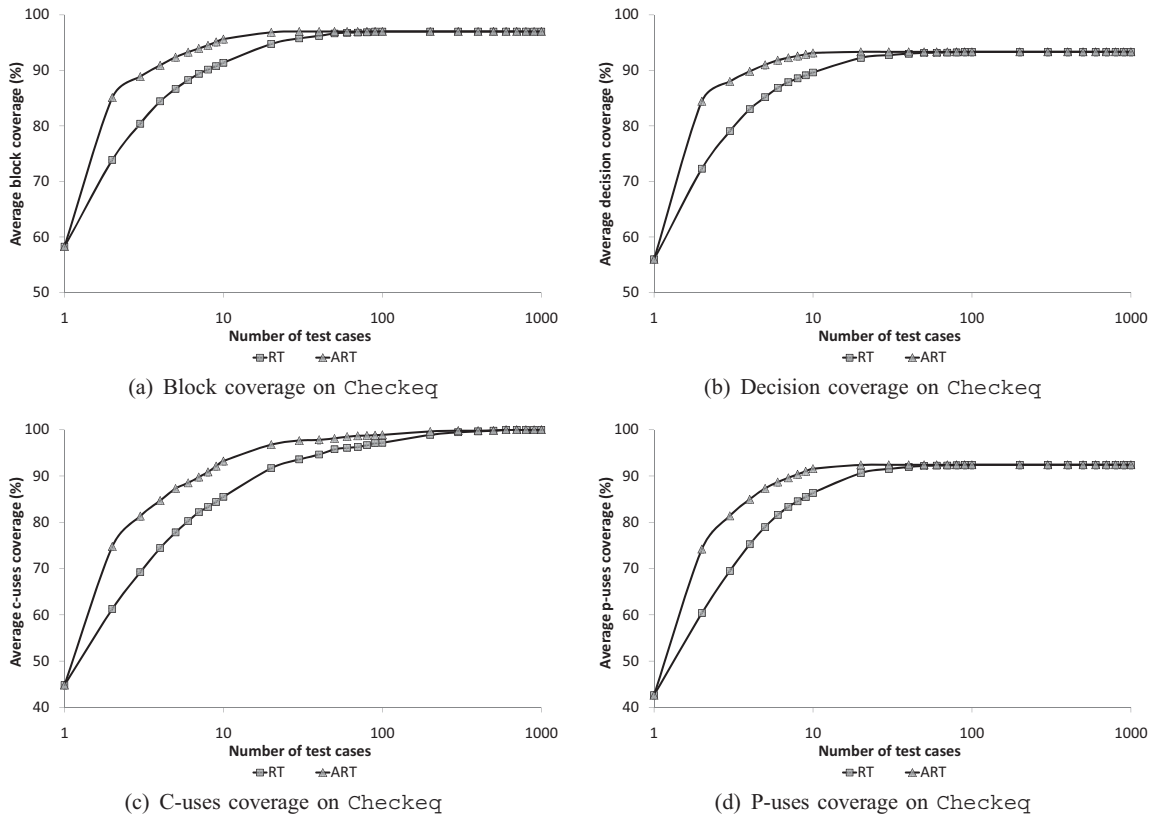 100
90
80
70
60
50
Average block coverage (%)
1 10 100 1000
Number of test cases
RT ART
(a) Block coverage on Checkeq
100
90
80
70
60
50
Average decision coverage (%)
1 10 100 1000
Number of test cases
RT ART
(b) Decision coverage on Checkeq
100
90
80
70
60
50
40
Average c-uses coverage (%)
1 10 100 1000
Number of test cases
RT ART
(c) C-uses coverage on Checkeq
100
90
80
70
60
50
40
Average p-uses coverage (%)
1 10 100 1000
Number of test cases
RT ART
(d) P-uses coverage on Checkeq